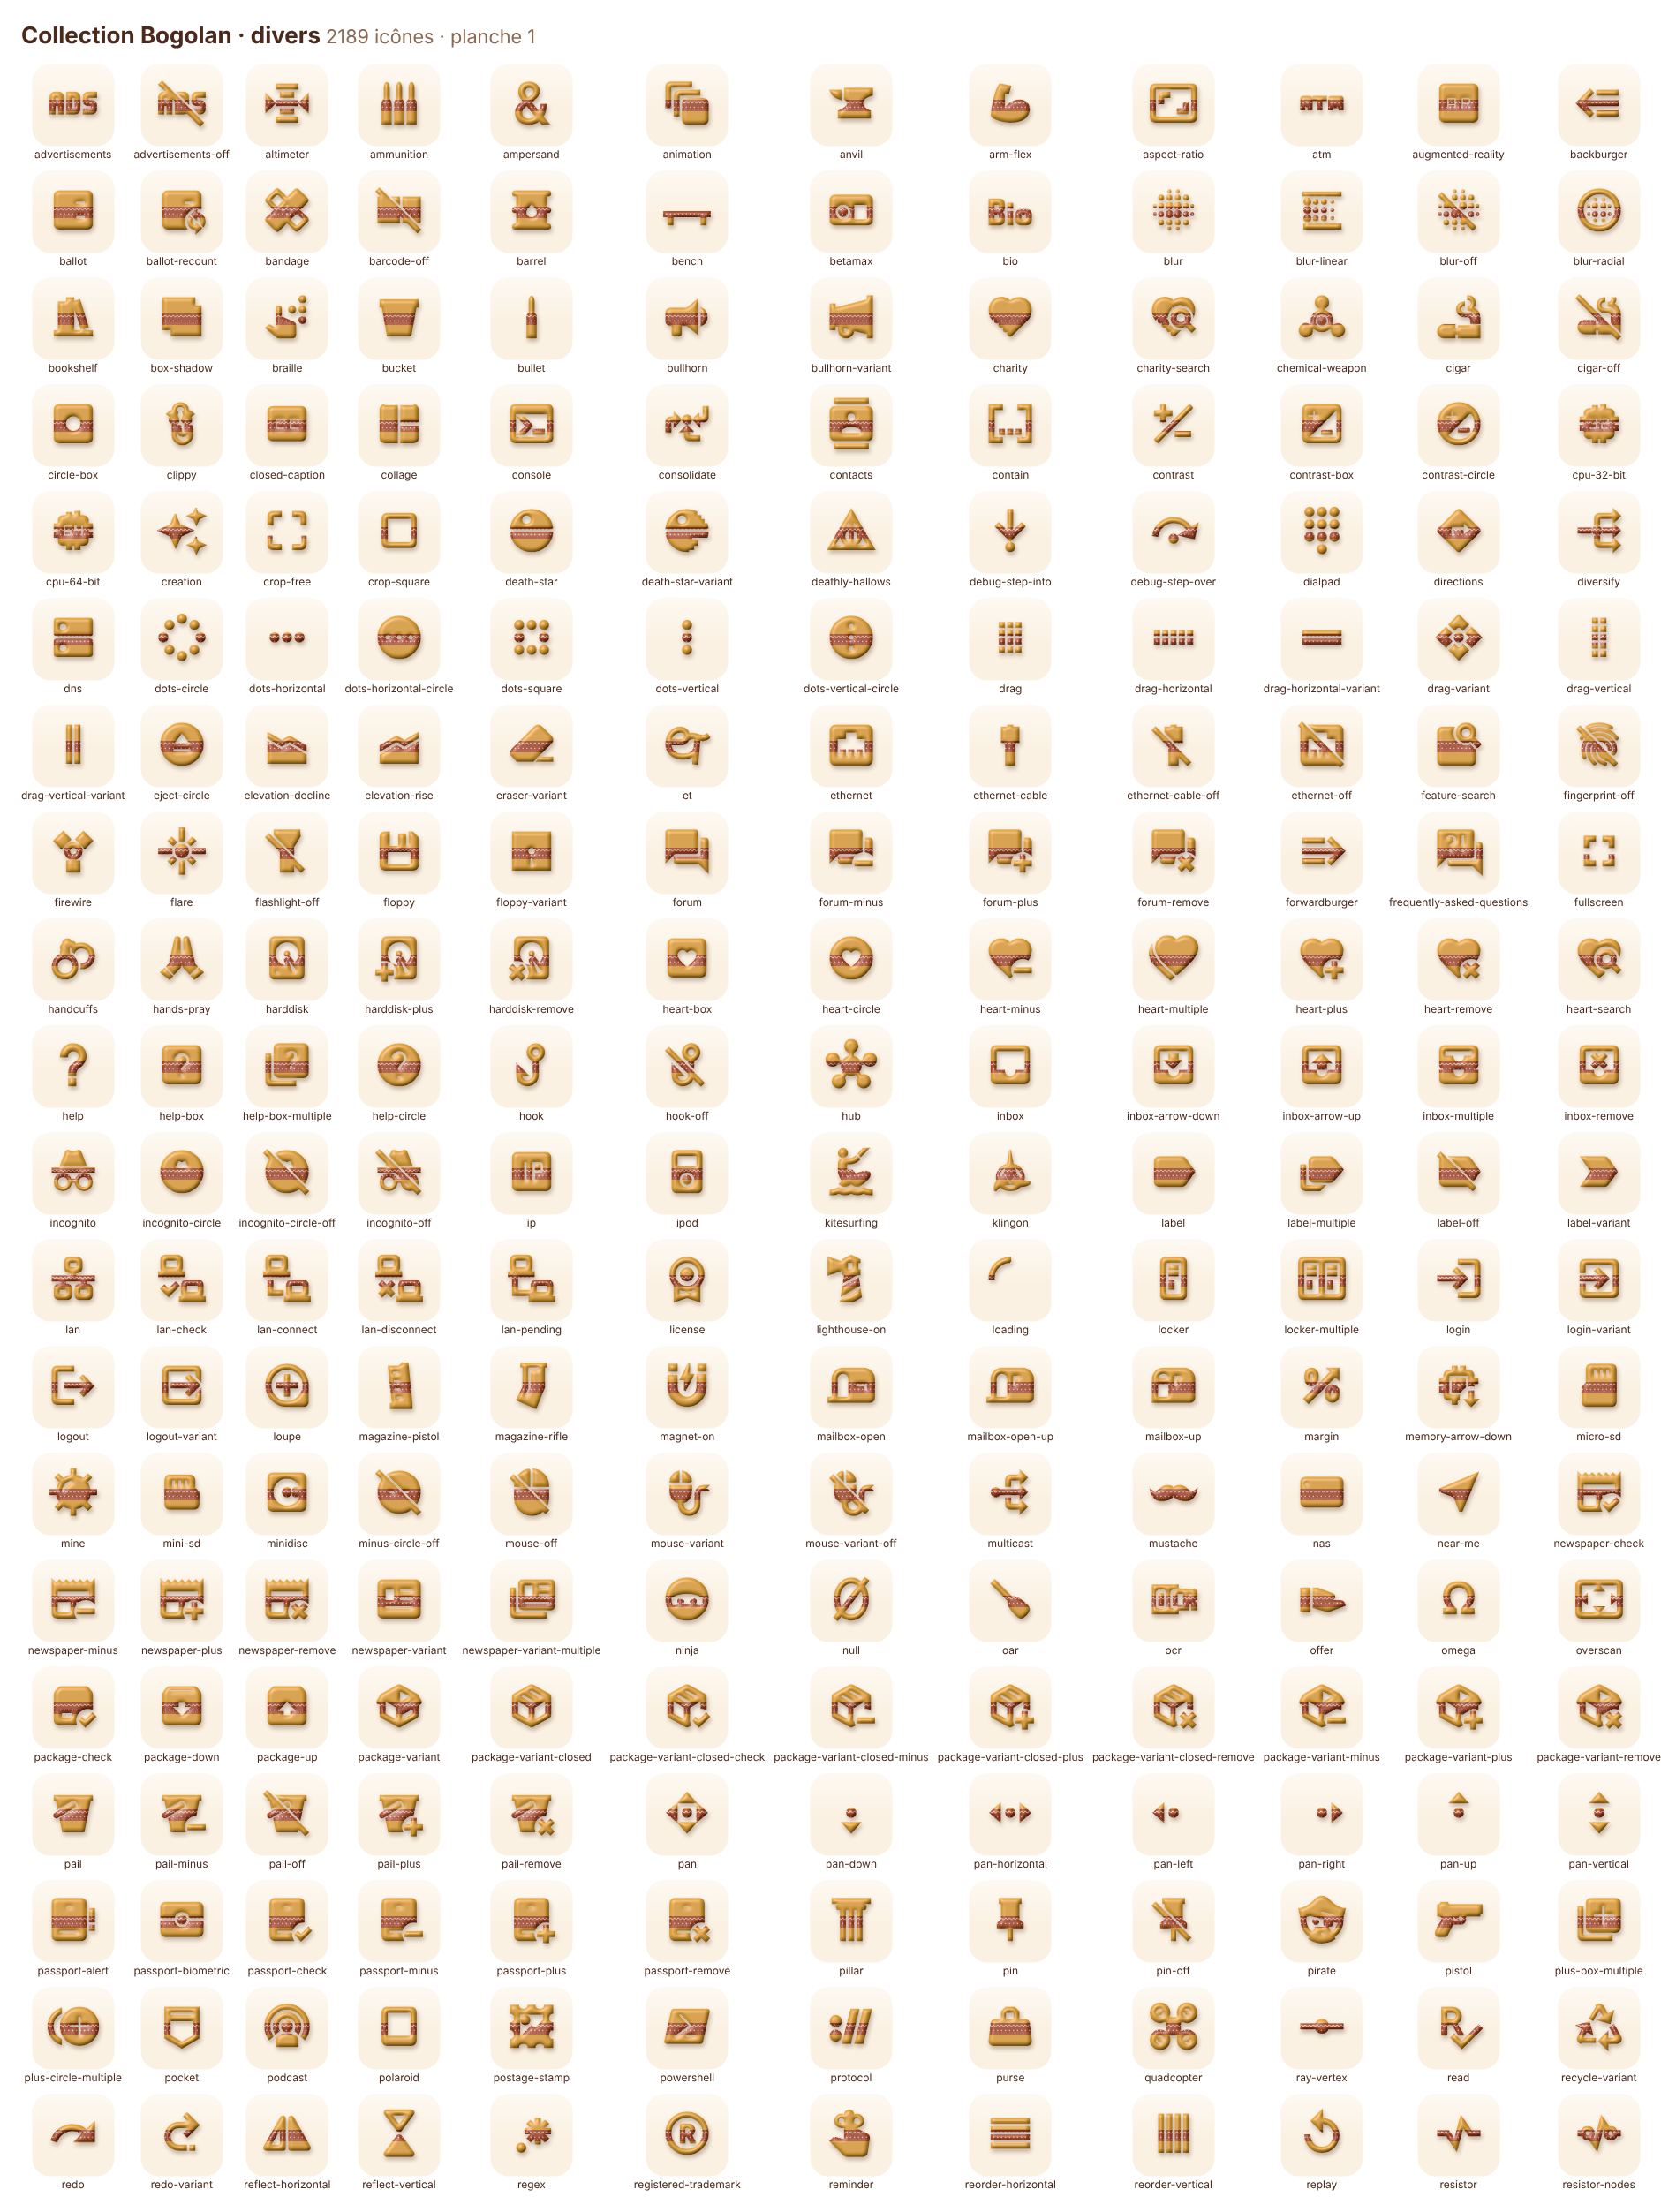 Collection Bogolan · divers 2189 icônes · planche 1
advertisements advertisements-off altimeter ammunition ampersand animation anvil arm-flex aspect-ratio atm augmented-reality backburger
ballot ballot-recount bandage barcode-off barrel bench betamax bio blur blur-linear blur-off blur-radial
bookshelf box-shadow braille bucket bullet bullhorn bullhorn-variant charity charity-search chemical-weapon cigar cigar-off
circle-box clippy closed-caption collage console consolidate contacts contain contrast contrast-box contrast-circle cpu-32-bit
cpu-64-bit creation crop-free crop-square death-star death-star-variant deathly-hallows debug-step-into debug-step-over dialpad directions diversify
dns dots-circle dots-horizontal dots-horizontal-circle dots-square dots-vertical dots-vertical-circle drag drag-horizontal drag-horizontal-variant drag-variant drag-vertical
drag-vertical-variant eject-circle elevation-decline elevation-rise eraser-variant et ethernet ethernet-cable ethernet-cable-off ethernet-off feature-search fingerprint-off
firewire flare flashlight-off floppy floppy-variant forum forum-minus forum-plus forum-remove forwardburger frequently-asked-questions fullscreen
handcuffs hands-pray harddisk harddisk-plus harddisk-remove heart-box heart-circle heart-minus heart-multiple heart-plus heart-remove heart-search
help help-box help-box-multiple help-circle hook hook-off hub inbox inbox-arrow-down inbox-arrow-up inbox-multiple inbox-remove
incognito incognito-circle incognito-circle-off incognito-off ip ipod kitesurfing klingon label label-multiple label-off label-variant
lan lan-check lan-connect lan-disconnect lan-pending license lighthouse-on loading locker locker-multiple login login-variant
logout logout-variant loupe magazine-pistol magazine-rifle magnet-on mailbox-open mailbox-open-up mailbox-up margin memory-arrow-down micro-sd
mine mini-sd minidisc minus-circle-off mouse-off mouse-variant mouse-variant-off multicast mustache nas near-me newspaper-check
newspaper-minus newspaper-plus newspaper-remove newspaper-variant newspaper-variant-multiple ninja null oar ocr offer omega overscan
package-check package-down package-up package-variant package-variant-closed package-variant-closed-check package-variant-closed-minus package-variant-closed-plus package-variant-closed-remove package-variant-minus package-variant-plus package-variant-remove
pail pail-minus pail-off pail-plus pail-remove pan pan-down pan-horizontal pan-left pan-right pan-up pan-vertical
passport-alert passport-biometric passport-check passport-minus passport-plus passport-remove pillar pin pin-off pirate pistol plus-box-multiple
plus-circle-multiple pocket podcast polaroid postage-stamp powershell protocol purse quadcopter ray-vertex read recycle-variant
redo redo-variant reflect-horizontal reflect-vertical regex registered-trademark reminder reorder-horizontal reorder-vertical replay resistor resistor-nodes